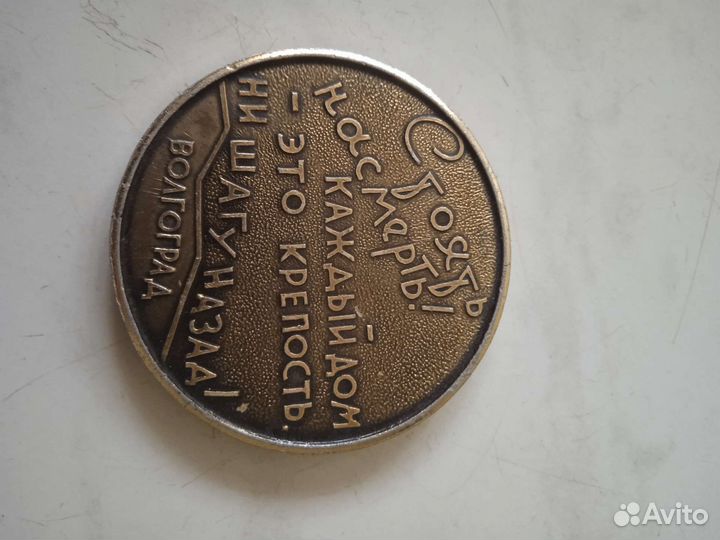 Стоять
насмерть!
КАЖДЫЙ ДОМ
- ЭТО КРЕПОСТЬ
НИ ШАГУ НАЗАД!
ВОЛГОГРАД
Avito